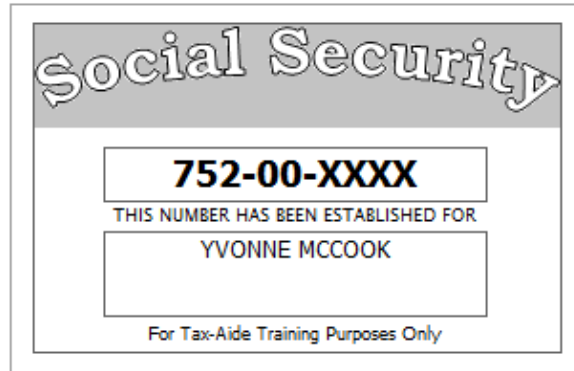 Social Security
752-00-XXXX
THIS NUMBER HAS BEEN ESTABLISHED FOR
YVONNE MCCOOK
For Tax-Aide Training Purposes Only